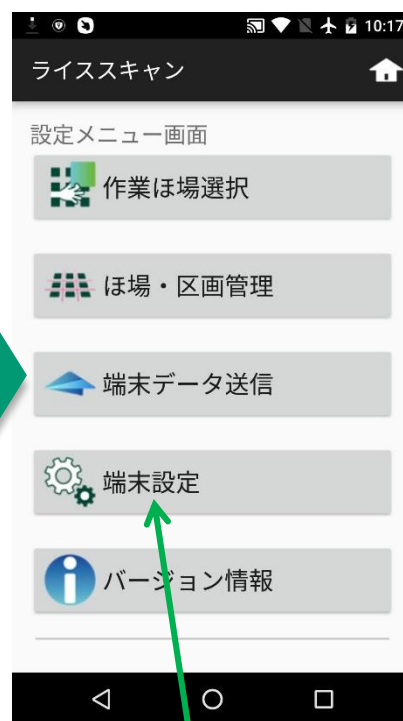 10:17
ライススキャン
設定メニュー画面
作業ほ場選択
ほ場・区画管理
端末データ送信
端末設定
バージョン情報